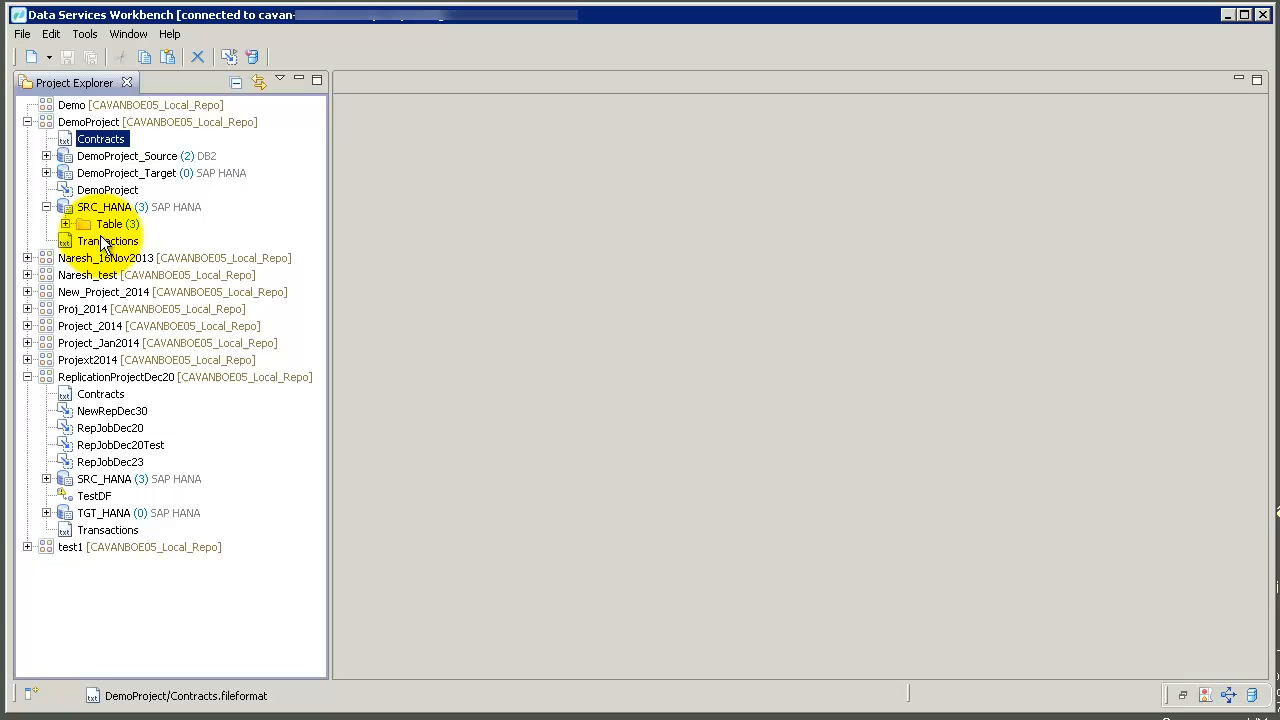 Data Services Workbench [connected to cavan-
File Edit Tools Window Help
Project Explorer
Demo [CAVANBOE05_Local_Repo]
DemoProject [CAVANBOE05_Local_Repo]
Contracts
DemoProject_Source (2) DB2
DemoProject_Target (0) SAP HANA
DemoProject
SRC_HANA (3) SAP HANA
Table (3)
Transactions
Naresh_16Nov2013 [CAVANBOE05_Local_Repo]
Naresh_test [CAVANBOE05_Local_Repo]
New_Project_2014 [CAVANBOE05_Local_Repo]
Proj_2014 [CAVANBOE05_Local_Repo]
Project_2014 [CAVANBOE05_Local_Repo]
Project_Jan2014 [CAVANBOE05_Local_Repo]
Projext2014 [CAVANBOE05_Local_Repo]
ReplicationProjectDec20 [CAVANBOE05_Local_Repo]
Contracts
NewRepDec30
RepJobDec20
RepJobDec20Test
RepJobDec23
SRC_HANA (3) SAP HANA
TestDF
TGT_HANA (0) SAP HANA
Transactions
test1 [CAVANBOE05_Local_Repo]
DemoProject/Contracts.fileformat